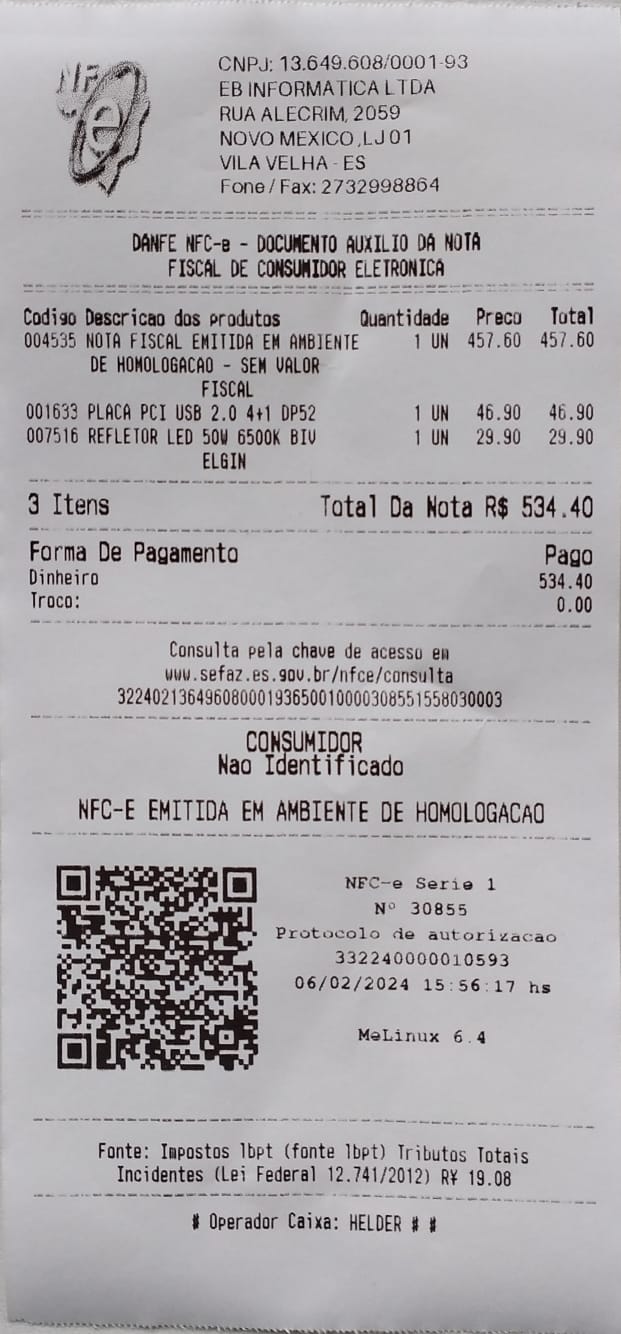 NF
e
CNPJ: 13.649.608/0001-93
EB INFORMATICA LTDA
RUA ALECRIM, 2059
NOVO MEXICO ,LJ 01
VILA VELHA - ES
Fone / Fax: 2732998864
DANFE NFC-e - DOCUMENTO AUXILIO DA NOTA
FISCAL DE CONSUMIDOR ELETRONICA
Codigo Descricao dos produtos Quantidade Preco Total
004535 NOTA FISCAL EMITIDA EM AMBIENTE 1 UN 457.60 457.60
DE HOMOLOGACAO - SEM VALOR
FISCAL
001633 PLACA PCI USB 2.0 4+1 DP52 1 UN 46.90 46.90
007516 REFLETOR LED 50W 6500K BIV 1 UN 29.90 29.90
ELGIN
3 Itens Total Da Nota R$ 534.40
Forma De Pagamento Pago
Dinheiro 534.40
Troco: 0.00
Consulta pela chave de acesso em
www.sefaz.es.gov.br/nfce/consulta
32240213649608000193650010000308551558030003
CONSUMIDOR
Nao Identificado
NFC-E EMITIDA EM AMBIENTE DE HOMOLOGACAO
NFC-e Serie 1
Nº 30855
Protocolo de autorizacao
332240000010593
06/02/2024 15:56:17 hs
MeLinux 6.4
Fonte: Impostos lbpt (fonte lbpt) Tributos Totais
Incidentes (Lei Federal 12.741/2012) R¥ 19.08
# Operador Caixa: HELDER # #